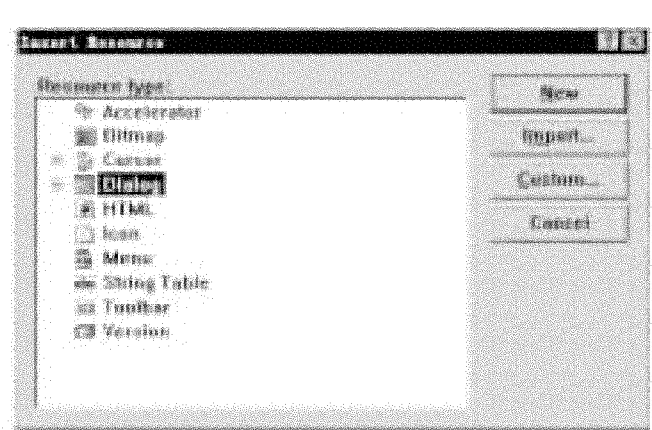 Insert Resource
Resource type:
New
Accelerator
Bitmap
Import...
Cursor
Dialog
Custom...
HTML
Icon
Cancel
Menu
String Table
Toolbar
Version